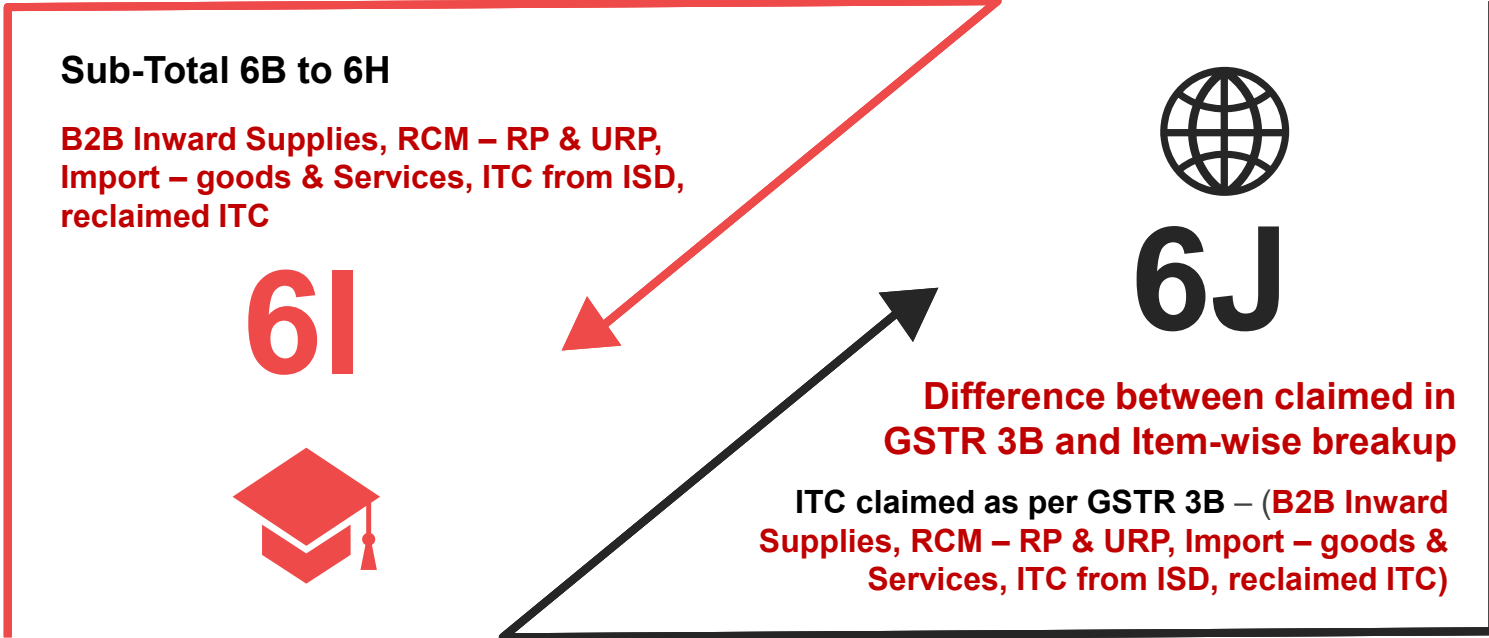 Sub-Total 6B to 6H
B2B Inward Supplies, RCM – RP & URP,
Import – goods & Services, ITC from ISD,
reclaimed ITC
6I
6J
Difference between claimed in
GSTR 3B and Item-wise breakup
ITC claimed as per GSTR 3B – (B2B Inward
Supplies, RCM – RP & URP, Import – goods &
Services, ITC from ISD, reclaimed ITC)